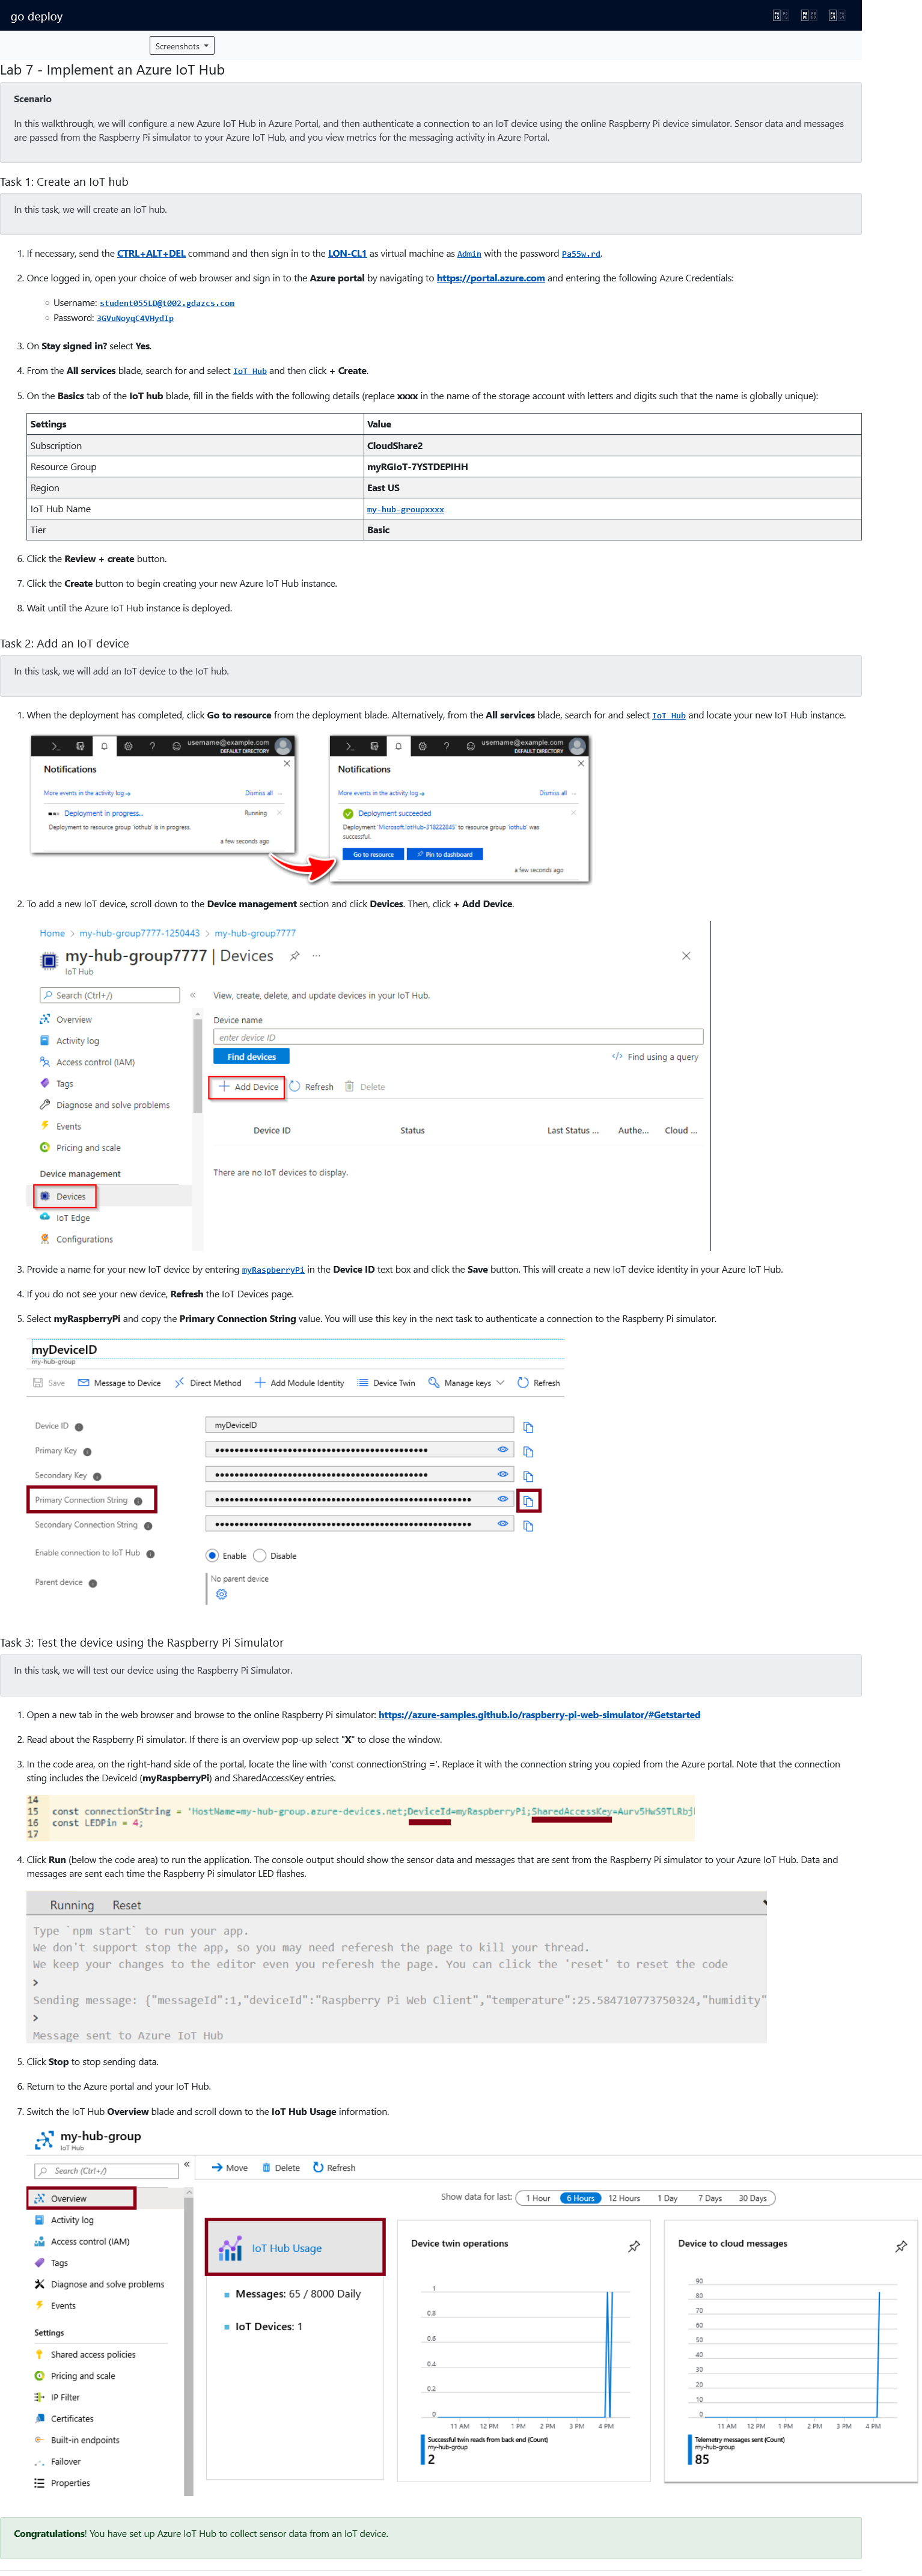 go deploy
Screenshots
Lab 7 - Implement an Azure IoT Hub
Scenario
In this walkthrough, we will configure a new Azure IoT Hub in Azure Portal, and then authenticate a connection to an IoT device using the online Raspberry Pi device simulator. Sensor data and messages
are passed from the Raspberry Pi simulator to your Azure IoT Hub, and you view metrics for the messaging activity in Azure Portal.
Task 1: Create an IoT hub
In this task, we will create an IoT hub.
1. If necessary, send the CTRL+ALT+DEL command and then sign in to the LON-CL1 as virtual machine as Admin with the password Pa55w.rd.
2. Once logged in, open your choice of web browser and sign in to the Azure portal by navigating to https://portal.azure.com and entering the following Azure Credentials:
Username: student055LD@t002.gdazcs.com
Password: 3GVuNoyqC4VHydIp
3. On Stay signed in? select Yes.
4. From the All services blade, search for and select IoT Hub and then click + Create.
5. On the Basics tab of the IoT hub blade, fill in the fields with the following details (replace xxxx in the name of the storage account with letters and digits such that the name is globally unique):
Settings Value
Subscription CloudShare2
Resource Group myRGIoT-7YSTDEPIHH
Region East US
IoT Hub Name my-hub-groupxxxx
Tier Basic
6. Click the Review + create button.
7. Click the Create button to begin creating your new Azure IoT Hub instance.
8. Wait until the Azure IoT Hub instance is deployed.
Task 2: Add an IoT device
In this task, we will add an IoT device to the IoT hub.
1. When the deployment has completed, click Go to resource from the deployment blade. Alternatively, from the All services blade, search for and select IoT Hub and locate your new IoT Hub instance.
username@example.com
DEFAULT DIRECTORY
Notifications
More events in the activity log → Dismiss all ...
Deployment in progress... Running
Deployment to resource group 'iothub' is in progress.
a few seconds ago
username@example.com
DEFAULT DIRECTORY
Notifications
More events in the activity log → Dismiss all ...
Deployment succeeded
Deployment 'Microsoft.IotHub-318222845' to resource group 'iothub' was
successful.
Go to resource Pin to dashboard
a few seconds ago
2. To add a new IoT device, scroll down to the Device management section and click Devices. Then, click + Add Device.
Home > my-hub-group7777-1250443 > my-hub-group7777
my-hub-group7777 | Devices
IoT Hub
Search (Ctrl+/) « View, create, delete, and update devices in your IoT Hub.
Overview
Device name
Activity log
enter device ID
Access control (IAM)
Find devices Find using a query
Tags
+ Add Device Refresh Delete
Diagnose and solve problems
Events
Device ID Status Last Status ... Authe... Cloud ...
Pricing and scale
Device management
There are no IoT devices to display.
Devices
IoT Edge
Configurations
3. Provide a name for your new IoT device by entering myRaspberryPi in the Device ID text box and click the Save button. This will create a new IoT device identity in your Azure IoT Hub.
4. If you do not see your new device, Refresh the IoT Devices page.
5. Select myRaspberryPi and copy the Primary Connection String value. You will use this key in the next task to authenticate a connection to the Raspberry Pi simulator.
myDeviceID
my-hub-group
Save Message to Device Direct Method Add Module Identity Device Twin Manage keys Refresh
Device ID myDeviceID
Primary Key
Secondary Key
Primary Connection String
Secondary Connection String
Enable connection to IoT Hub Enable Disable
Parent device No parent device
Task 3: Test the device using the Raspberry Pi Simulator
In this task, we will test our device using the Raspberry Pi Simulator.
1. Open a new tab in the web browser and browse to the online Raspberry Pi simulator: https://azure-samples.github.io/raspberry-pi-web-simulator/#Getstarted
2. Read about the Raspberry Pi simulator. If there is an overview pop-up select "X" to close the window.
3. In the code area, on the right-hand side of the portal, locate the line with 'const connectionString ='. Replace it with the connection string you copied from the Azure portal. Note that the connection
sting includes the DeviceId (myRaspberryPi) and SharedAccessKey entries.
14
15 const connectionString = 'HostName=my-hub-group.azure-devices.net;DeviceId=myRaspberryPi;SharedAccessKey=Aurv5HwS9TLRbj
16 const LEDPin = 4;
17
4. Click Run (below the code area) to run the application. The console output should show the sensor data and messages that are sent from the Raspberry Pi simulator to your Azure IoT Hub. Data and
messages are sent each time the Raspberry Pi simulator LED flashes.
Running Reset
Type `npm start` to run your app.
We don't support stop the app, so you may need referesh the page to kill your thread.
We keep your changes to the editor even you referesh the page. You can click the 'reset' to reset the code
>
Sending message: {"messageId":1,"deviceId":"Raspberry Pi Web Client","temperature":25.584710773750324,"humidity"
>
Message sent to Azure IoT Hub
5. Click Stop to stop sending data.
6. Return to the Azure portal and your IoT Hub.
7. Switch the IoT Hub Overview blade and scroll down to the IoT Hub Usage information.
my-hub-group
IoT Hub
Search (Ctrl+/) « Move Delete Refresh
Overview
Activity log
Access control (IAM)
Tags
Diagnose and solve problems
Events
Settings
Shared access policies
Pricing and scale
IP Filter
Certificates
Built-in endpoints
Failover
Properties
Show data for last: 1 Hour 6 Hours 12 Hours 1 Day 7 Days 30 Days
IoT Hub Usage
Messages: 65 / 8000 Daily
IoT Devices: 1
Device twin operations
1
0.8
0.6
0.4
0.2
0
11 AM 12 PM 1 PM 2 PM 3 PM 4 PM
Successful twin reads from back end (Count)
my-hub-group
2
Device to cloud messages
90
80
70
60
50
40
30
20
10
0
11 AM 12 PM 1 PM 2 PM 3 PM 4 PM
Telemetry messages sent (Count)
my-hub-group
85
Congratulations! You have set up Azure IoT Hub to collect sensor data from an IoT device.